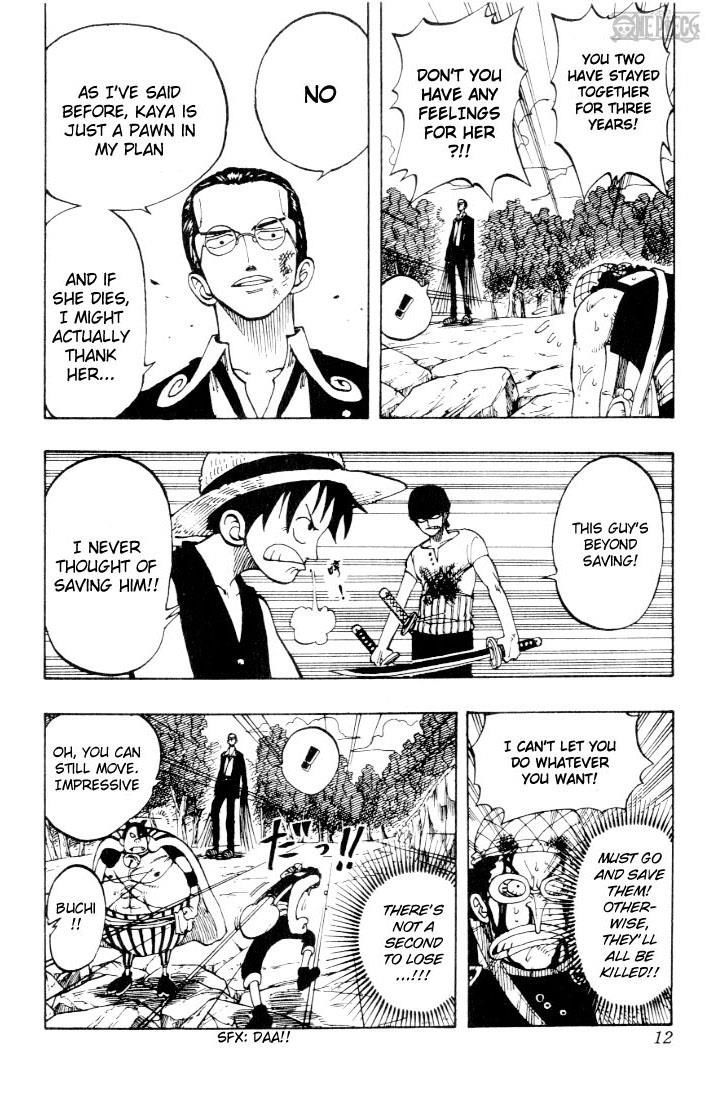 YOU TWO
HAVE STAYED
TOGETHER
FOR THREE
YEARS!
DON'T YOU
HAVE ANY
FEELINGS
FOR HER
?!!
!
NO
AS I'VE SAID
BEFORE, KAYA IS
JUST A PAWN IN
MY PLAN
AND IF
SHE DIES,
I MIGHT
ACTUALLY
THANK
HER...
THIS GUY'S
BEYOND
SAVING!
I NEVER
THOUGHT OF
SAVING HIM!!
I CAN'T LET YOU
DO WHATEVER
YOU WANT!
MUST GO
AND SAVE
THEM!
OTHER-
WISE,
THEY'LL
ALL BE
KILLED!!
!
THERE'S
NOT A
SECOND
TO LOSE
...!!!
だっ!!
OH, YOU CAN
STILL MOVE.
IMPRESSIVE
BUCHI
!!
SFX: DAA!!
12
ONE PIECE